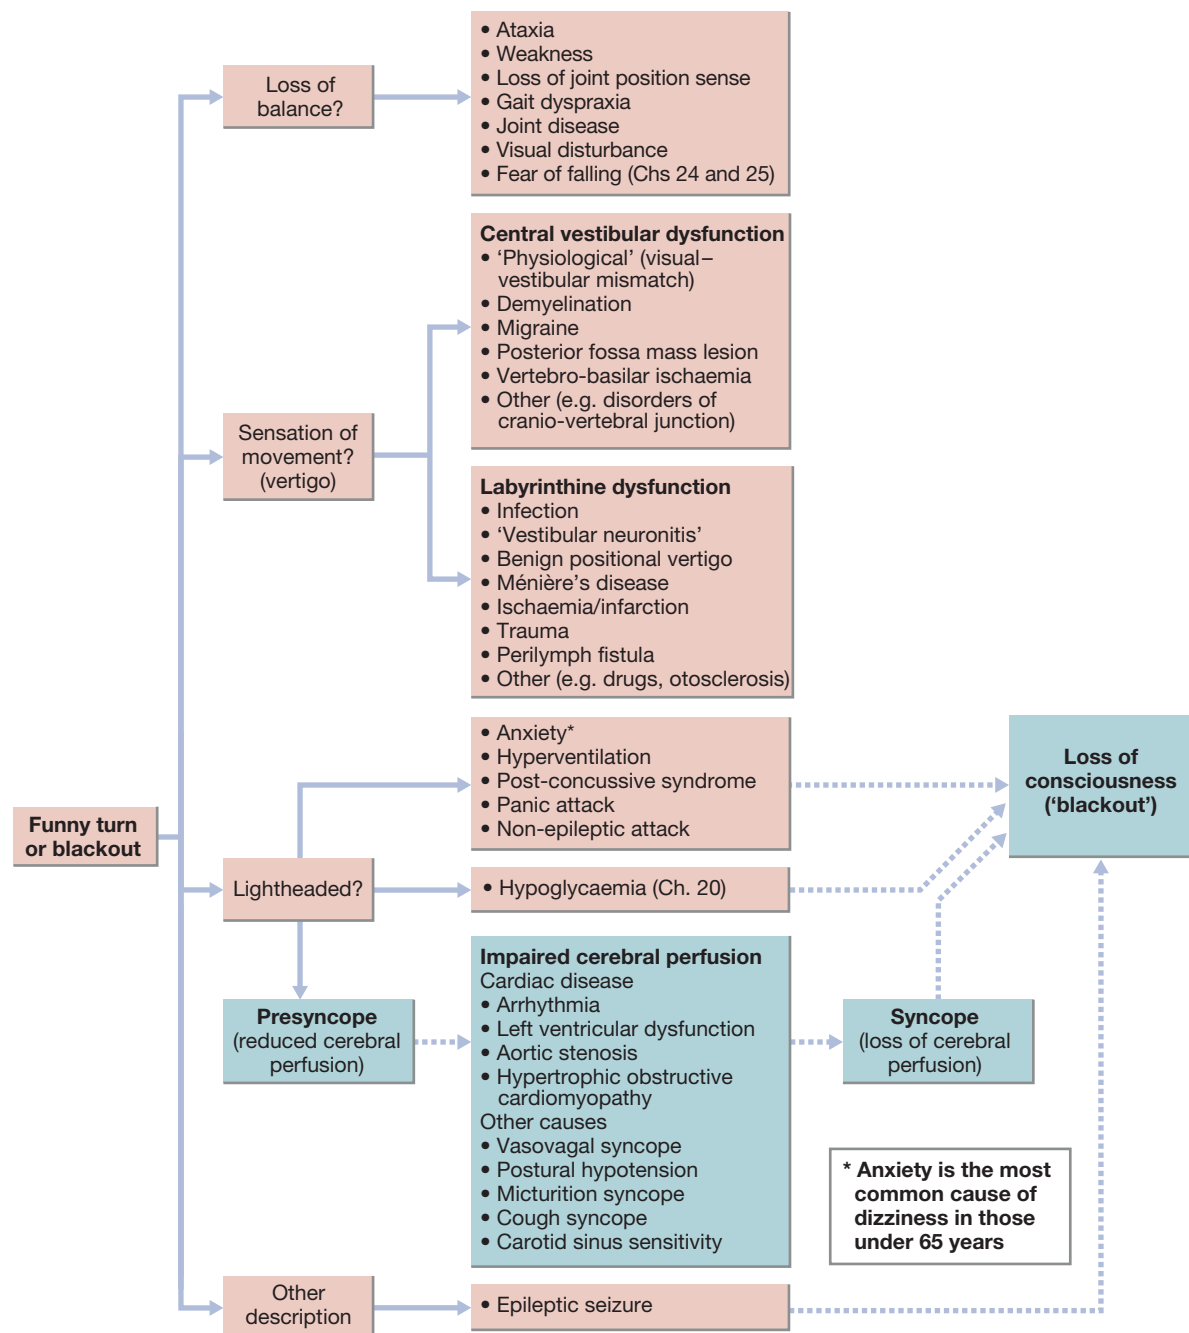 Funny turn
or blackout
Loss of
balance?
• Ataxia
• Weakness
• Loss of joint position sense
• Gait dyspraxia
• Joint disease
• Visual disturbance
• Fear of falling (Chs 24 and 25)
Sensation of
movement?
(vertigo)
Central vestibular dysfunction
• ‘Physiological’ (visual–
vestibular mismatch)
• Demyelination
• Migraine
• Posterior fossa mass lesion
• Vertebro-basilar ischaemia
• Other (e.g. disorders of
cranio-vertebral junction)
Labyrinthine dysfunction
• Infection
• ‘Vestibular neuronitis’
• Benign positional vertigo
• Ménière’s disease
• Ischaemia/infarction
• Trauma
• Perilymph fistula
• Other (e.g. drugs, otosclerosis)
Lightheaded?
• Anxiety*
• Hyperventilation
• Post-concussive syndrome
• Panic attack
• Non-epileptic attack
• Hypoglycaemia (Ch. 20)
Presyncope
(reduced cerebral
perfusion)
Impaired cerebral perfusion
Cardiac disease
• Arrhythmia
• Left ventricular dysfunction
• Aortic stenosis
• Hypertrophic obstructive
cardiomyopathy
Other causes
• Vasovagal syncope
• Postural hypotension
• Micturition syncope
• Cough syncope
• Carotid sinus sensitivity
Syncope
(loss of cerebral
perfusion)
Loss of
consciousness
(‘blackout’)
Other
description
• Epileptic seizure
* Anxiety is the most
common cause of
dizziness in those
under 65 years